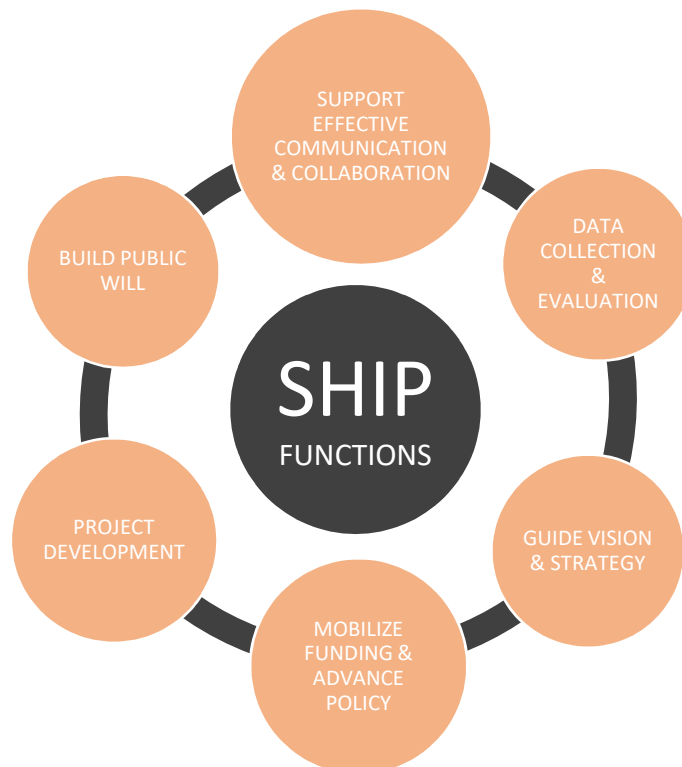 SUPPORT
EFFECTIVE
COMMUNICATION
& COLLABORATION
DATA
COLLECTION
&
EVALUATION
GUIDE VISION
& STRATEGY
MOBILIZE
FUNDING &
ADVANCE
POLICY
PROJECT
DEVELOPMENT
BUILD PUBLIC
WILL
SHIP
FUNCTIONS